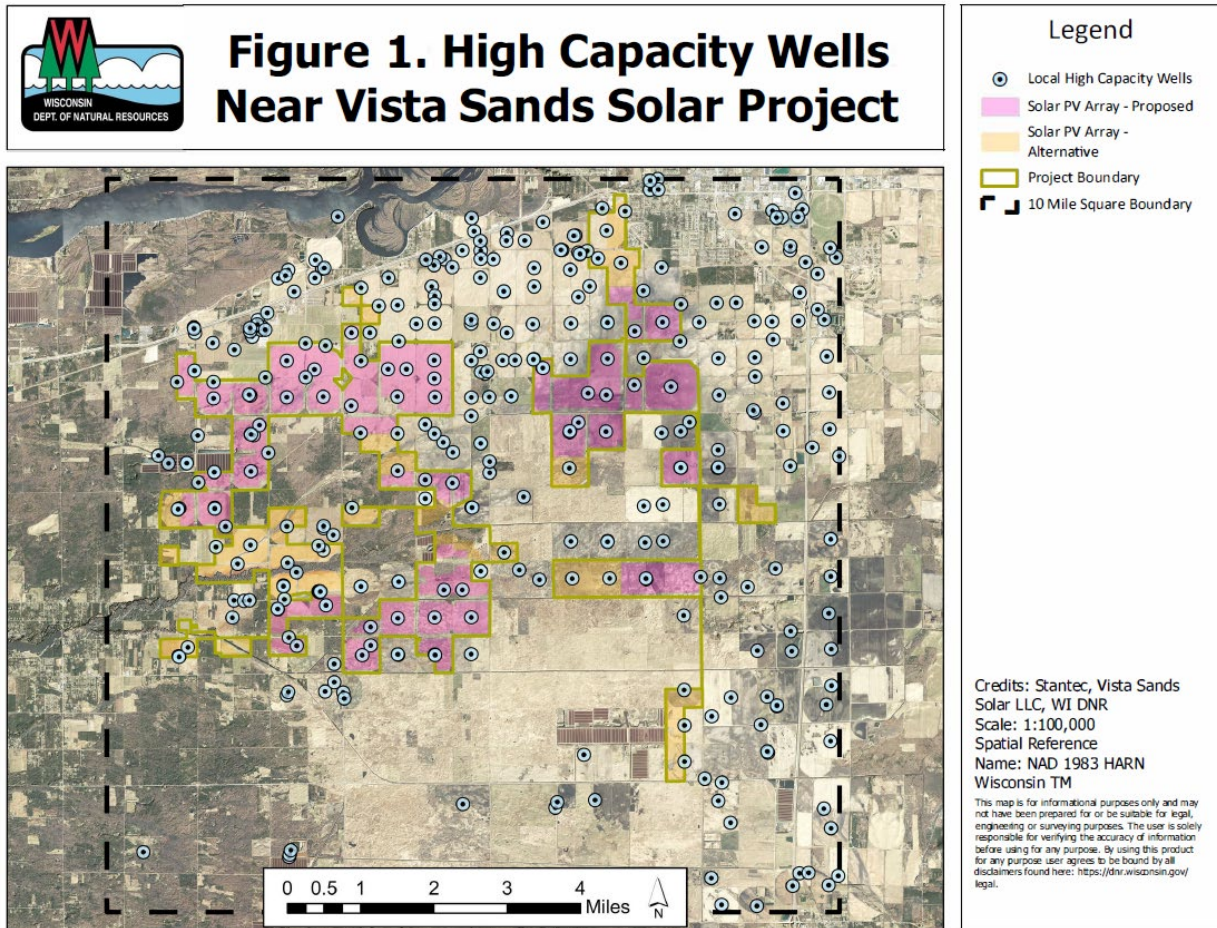 WISCONSIN
DEPT. OF NATURAL RESOURCES
Figure 1. High Capacity Wells
Near Vista Sands Solar Project
Legend
Local High Capacity Wells
Solar PV Array - Proposed
Solar PV Array -
Alternative
Project Boundary
10 Mile Square Boundary
Credits: Stantec, Vista Sands
Solar LLC, WI DNR
Scale: 1:100,000
Spatial Reference
Name: NAD 1983 HARN
Wisconsin TM
This map is for informational purposes only and may
not have been prepared for or be suitable for legal,
engineering or surveying purposes. The user is solely
responsible for verifying the accuracy of information
before using for any purpose. By using this product
for any purpose user agrees to be bound by all
disclaimers found here: https://dnr.wisconsin.gov/
legal.
0 0.5 1 2 3 4
Miles
N